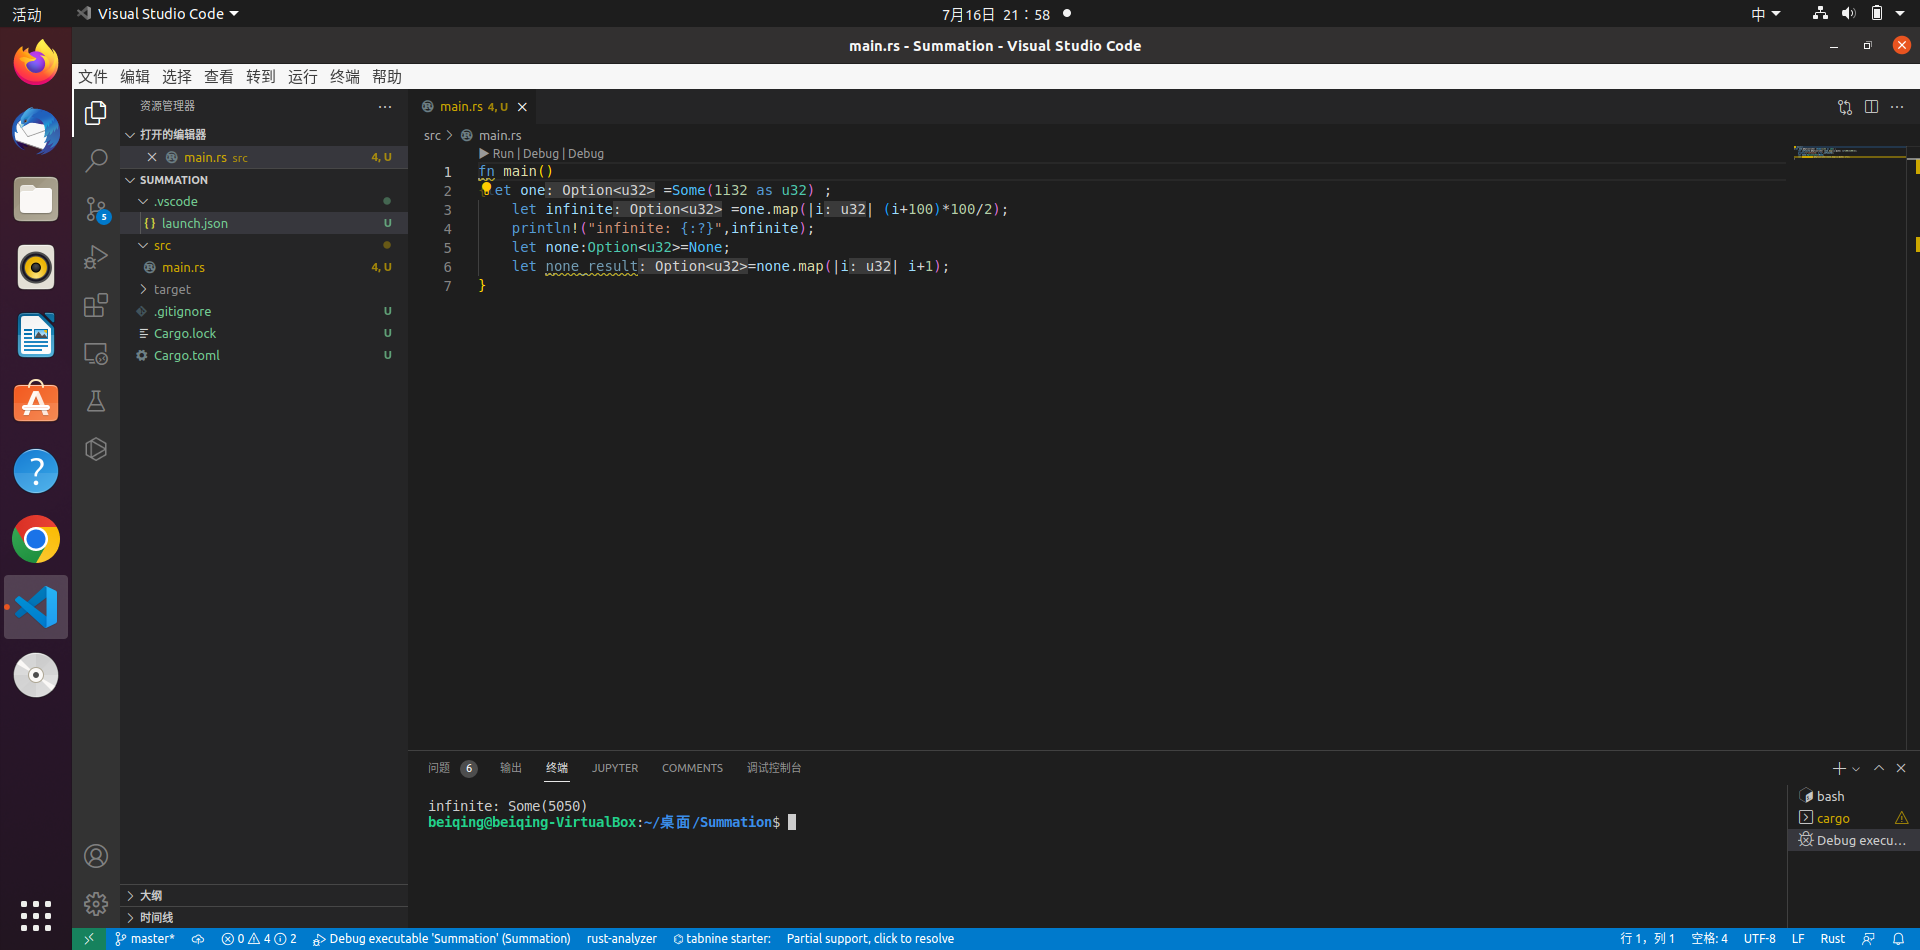 活动
Visual Studio Code
7月16日 21：58
中
main.rs - Summation - Visual Studio Code
文件 编辑 选择 查看 转到 运行 终端 帮助
资源管理器
打开的编辑器
main.rs src 4, U
SUMMATION
.vscode
launch.json U
src
main.rs 4, U
target
.gitignore U
Cargo.lock U
Cargo.toml U
大纲
时间线
5
main.rs 4, U
src > main.rs
Run | Debug | Debug
1 fn main()
2 et one: Option<u32> =Some(1i32 as u32) ;
3 let infinite: Option<u32> =one.map(|i: u32| (i+100)*100/2);
4 println!("infinite: {:?}",infinite);
5 let none:Option<u32>=None;
6 let none_result: Option<u32>=none.map(|i: u32| i+1);
7 }
问题 6 输出 终端 JUPYTER COMMENTS 调试控制台
infinite: Some(5050)
beiqing@beiqing-VirtualBox:~/桌面/Summation$
bash
cargo
Debug execu...
master* 0 4 2 Debug executable 'Summation' (Summation) rust-analyzer tabnine starter: Partial support, click to resolve
行 1，列 1 空格: 4 UTF-8 LF Rust